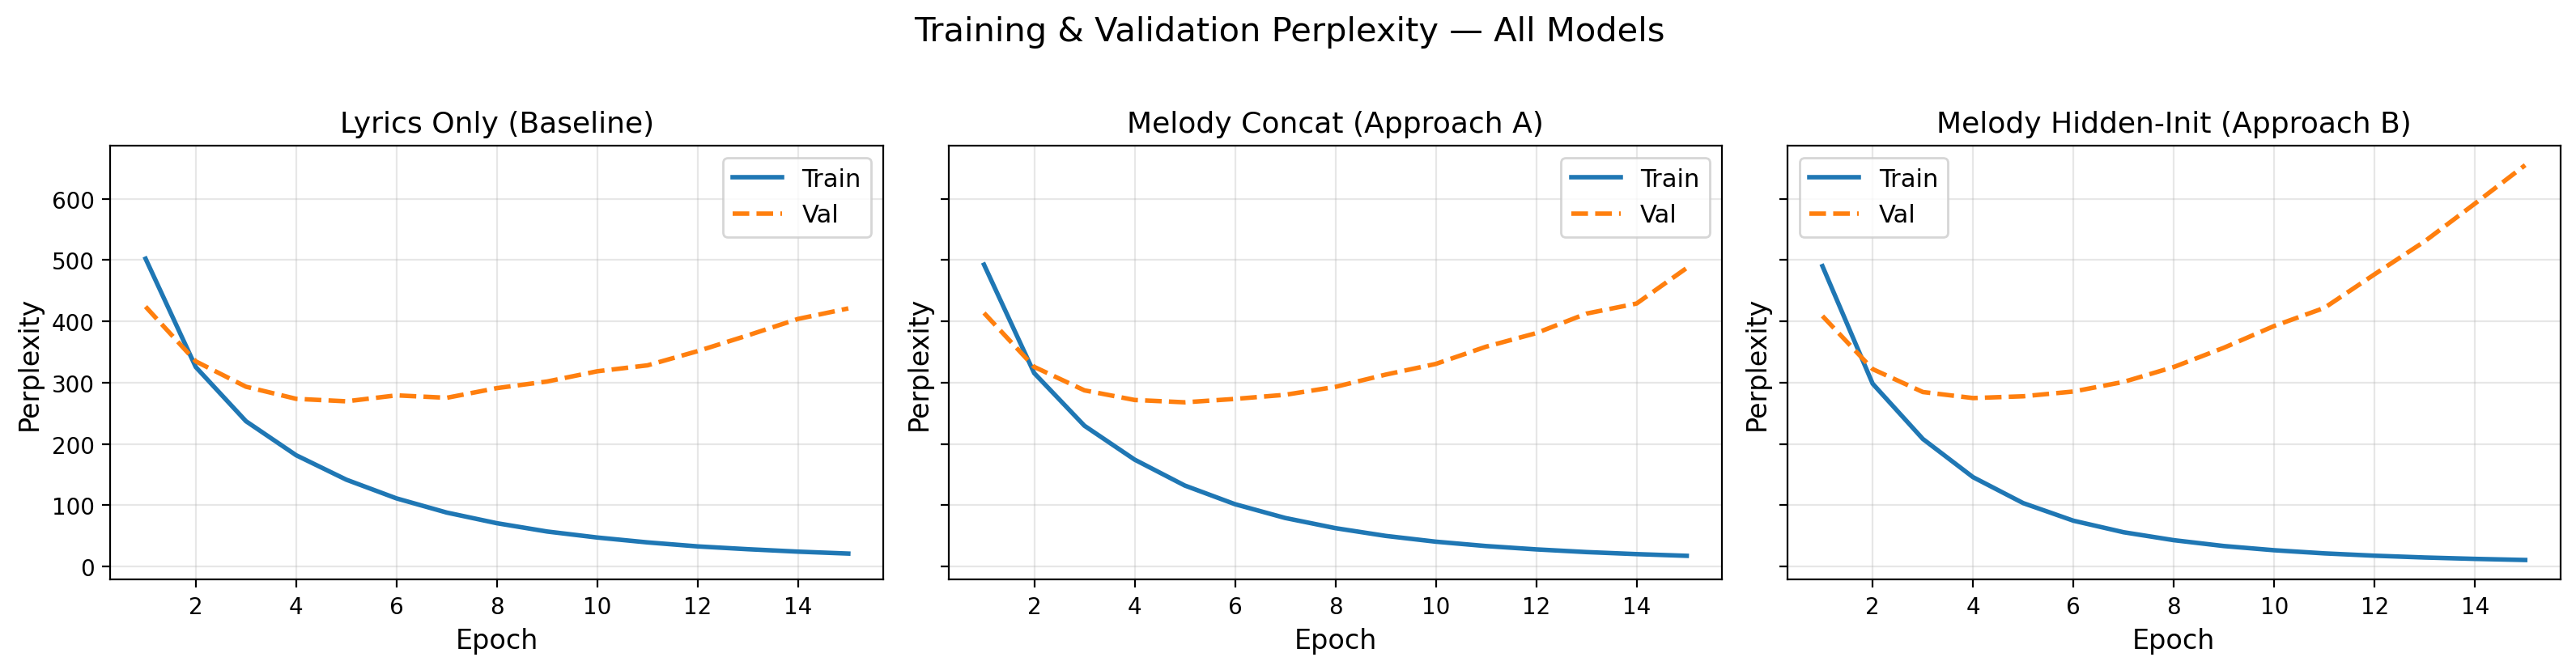 Training & Validation Perplexity — All Models
Lyrics Only (Baseline)
Perplexity
600
500
400
300
200
100
0
Train
Val
2 4 6 8 10 12 14
Epoch
Melody Concat (Approach A)
Perplexity
Train
Val
2 4 6 8 10 12 14
Epoch
Melody Hidden-Init (Approach B)
Perplexity
Train
Val
2 4 6 8 10 12 14
Epoch